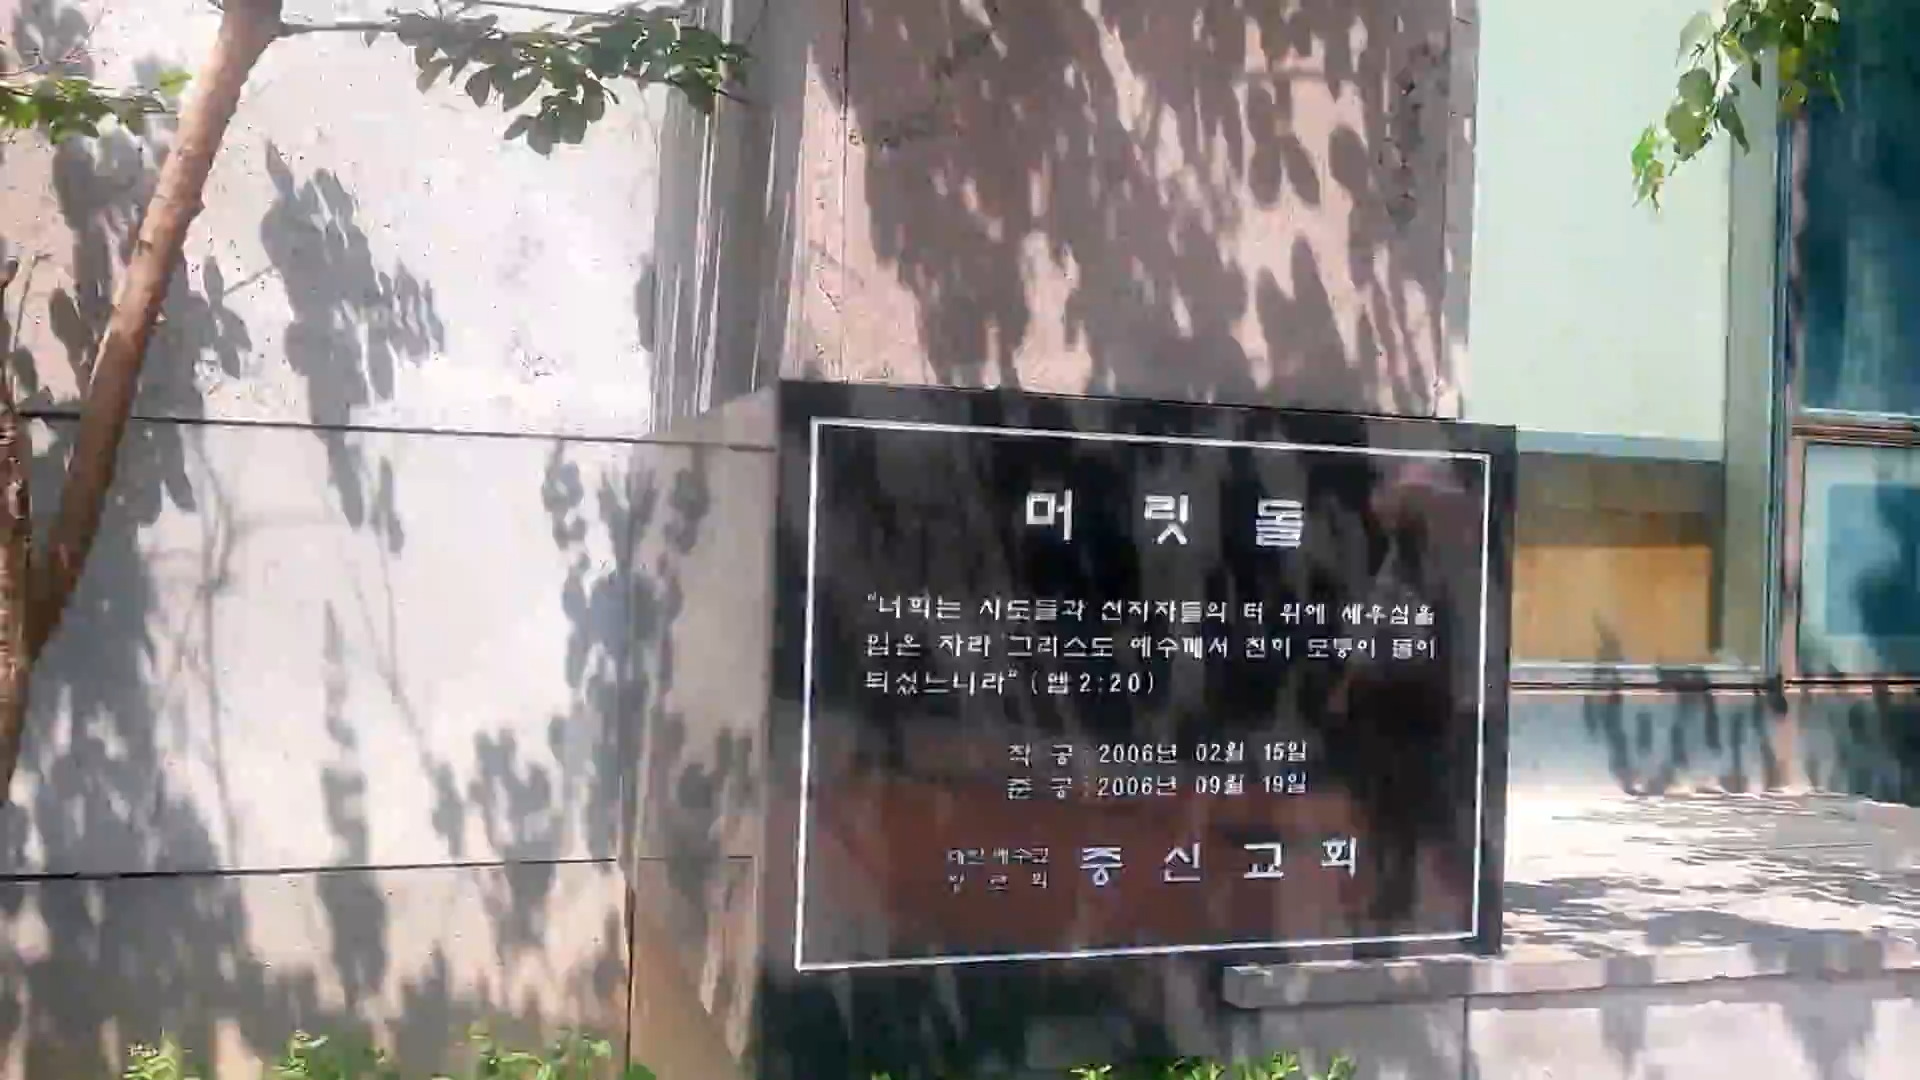 머 릿 돌
"너희는 사도들과 선지자들의 터 위에 세우심을
입은 자라 그리스도 예수께서 친히 모퉁이 돌이
되셨느니라" (엡 2:20)
착 공 : 2006년 02월 15일
준 공 : 2006년 09월 19일
대한예수교
장 로 회
충 신 교 회